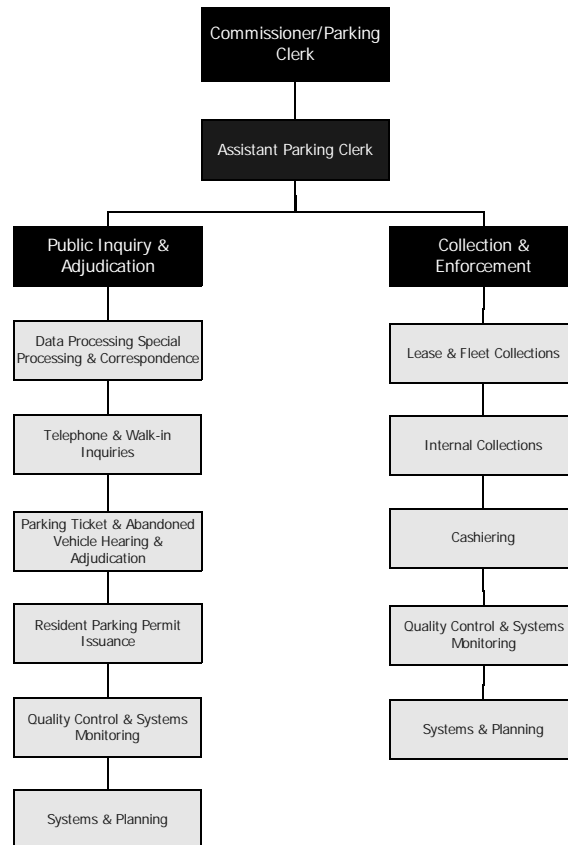 Commissioner/Parking
Clerk
Assistant Parking Clerk
Public Inquiry &
Adjudication
Data Processing Special
Processing & Correspondence
Telephone & Walk-in
Inquiries
Parking Ticket & Abandoned
Vehicle Hearing &
Adjudication
Resident Parking Permit
Issuance
Quality Control & Systems
Monitoring
Systems & Planning
Collection &
Enforcement
Lease & Fleet Collections
Internal Collections
Cashiering
Quality Control & Systems
Monitoring
Systems & Planning